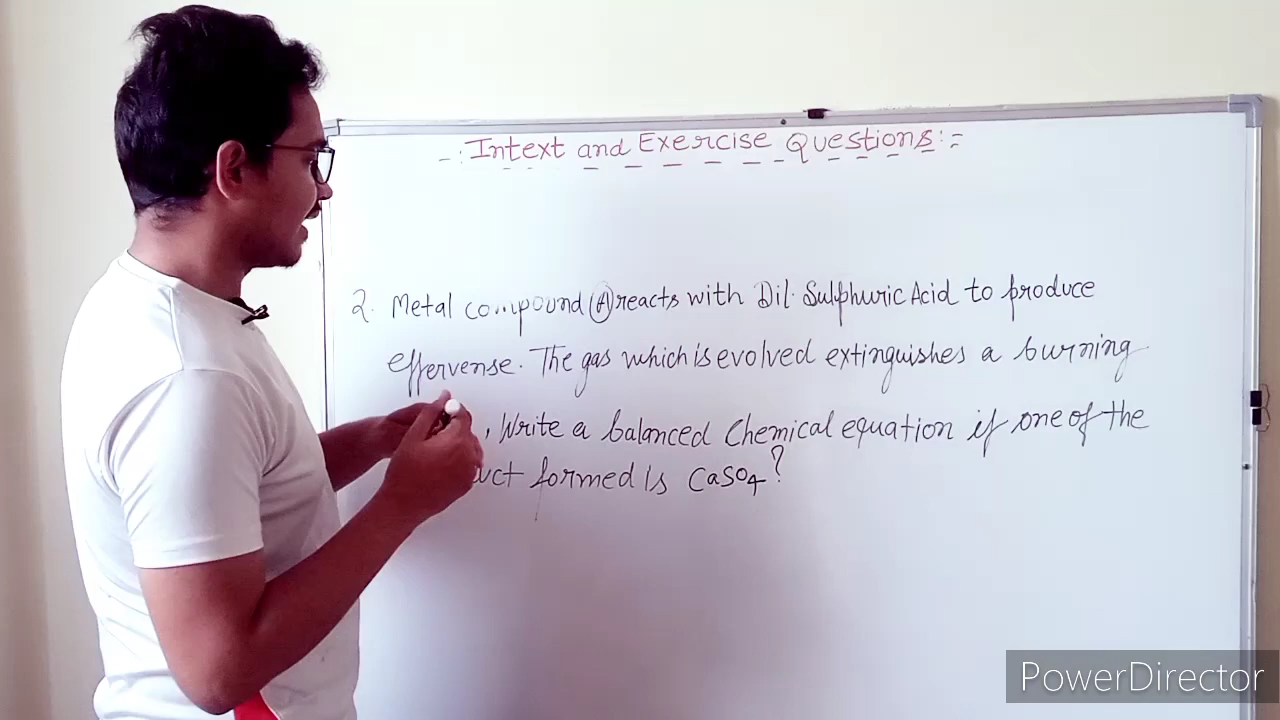 -: Intext and Exercise Questions :-
2. Metal compound (A) reacts with Dil. Sulphuric Acid to produce
effervense. The gas which is evolved extinguishes a burning
, Write a balanced Chemical equation if one of the
uct formed is CaSO4?
PowerDirector